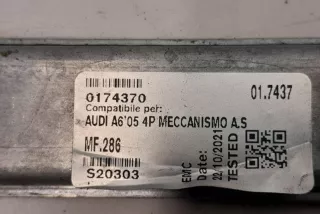 0174370
01.7437
Compatibile per:
AUDI A6'05 4P MECCANISMO A.S
MF.286
S20303
EMC
Date:
22/10/2021
TESTED